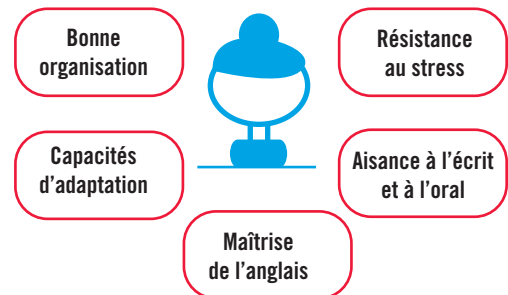 Bonne
organisation
Résistance
au stress
Capacités
d’adaptation
Aisance à l’écrit
et à l’oral
Maîtrise
de l’anglais